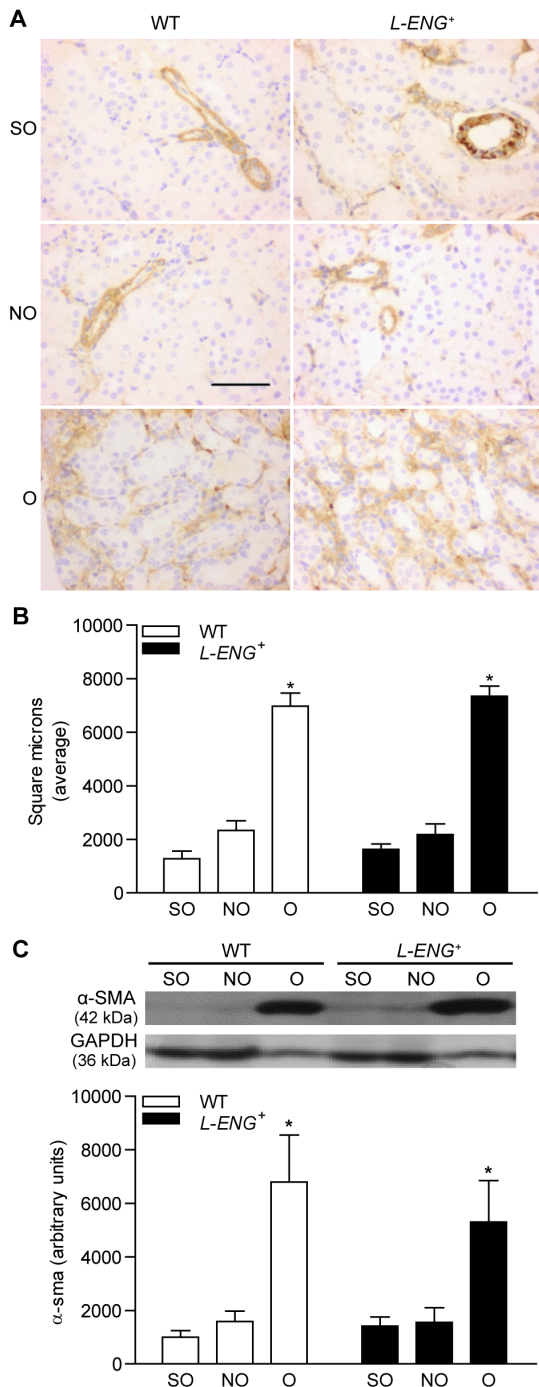 A
WT L-ENG+
SO
NO
O
B
10000
8000
6000
4000
2000
0
Square microns
(average)
WT
L-ENG+
*
*
SO NO O SO NO O
C
WT L-ENG+
SO NO O SO NO O
α-SMA
(42 kDa)
GAPDH
(36 kDa)
10000
8000
6000
4000
2000
0
α-sma (arbitrary units)
WT
L-ENG+
*
*
SO NO O SO NO O